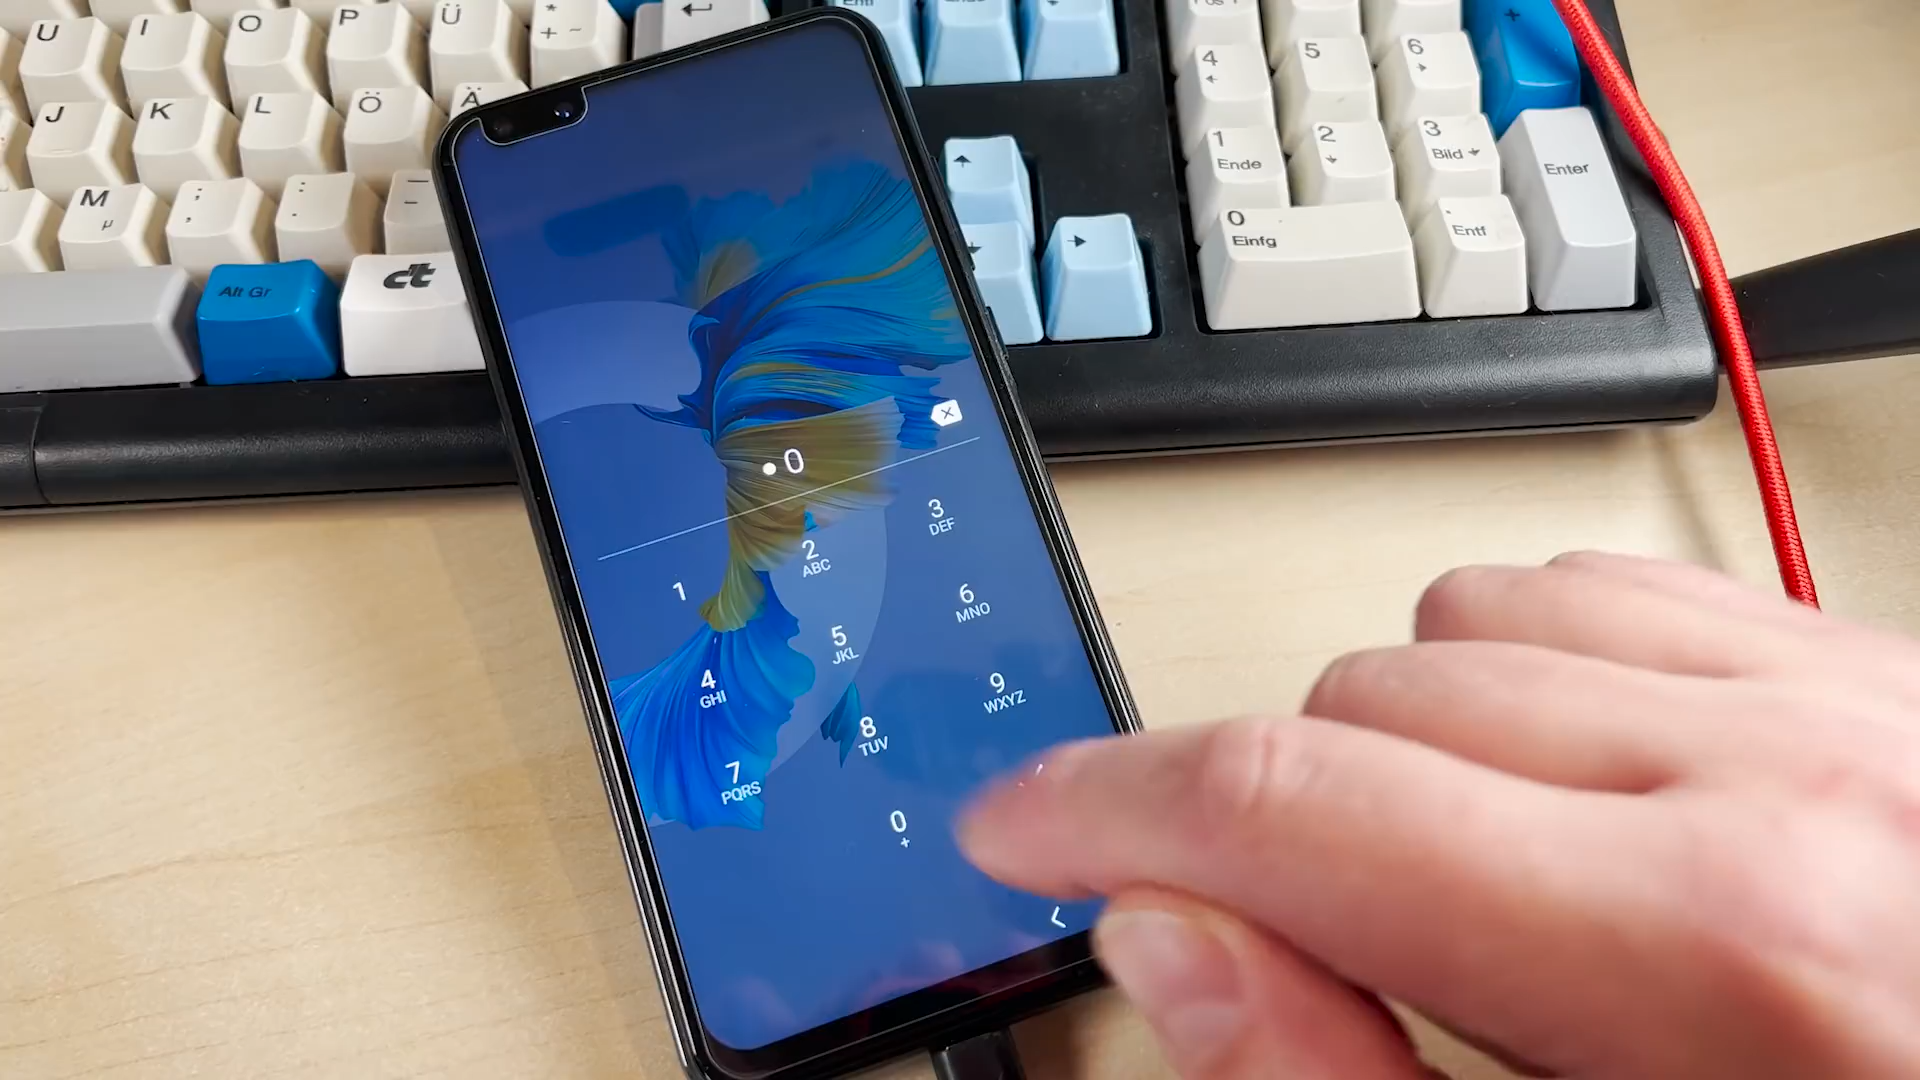 U I O P Ü * + ~ ←
J K L Ö Ä
M µ ; , : . _ -
Alt Gr c't
Entf
4 ← 5 6 →
+
1 Ende 2 ↓ 3 Bild ↓ Enter
0 Einfg Entf
↑
↓ →
•0
1 2 ABC 3 DEF
4 GHI 5 JKL 6 MNO
7 PQRS 8 TUV 9 WXYZ
0 +